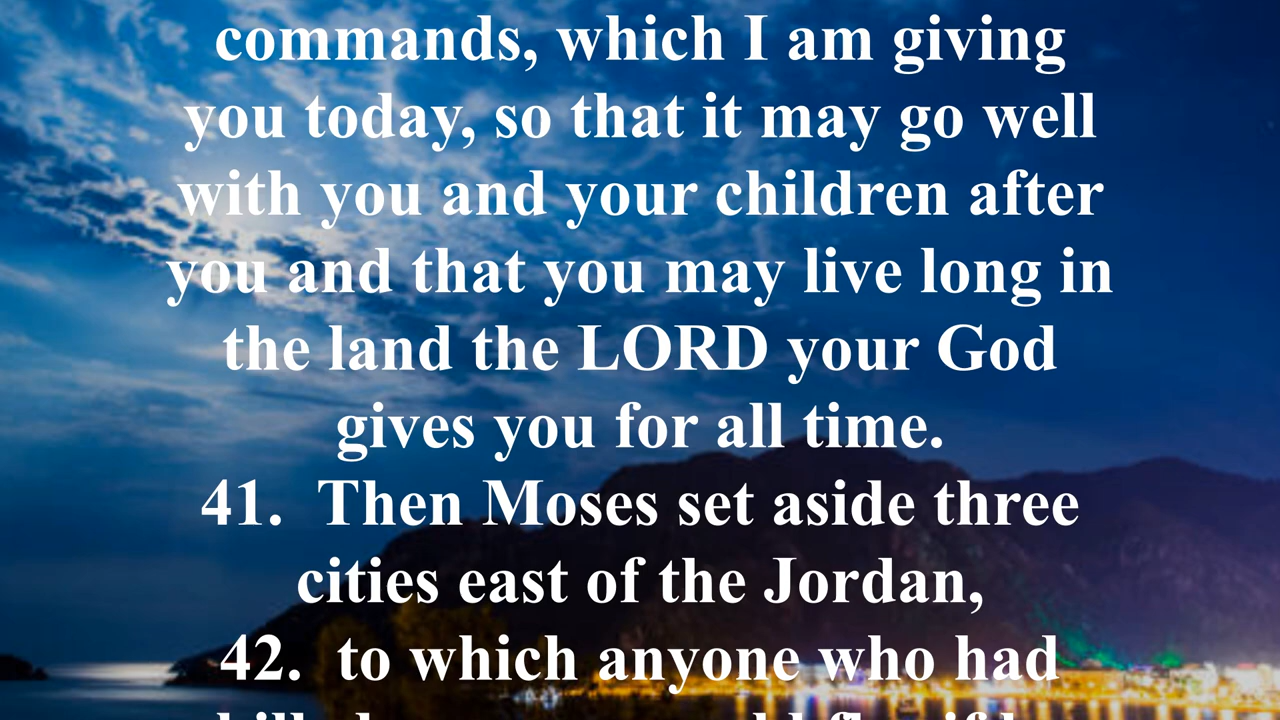 commands, which I am giving
you today, so that it may go well
with you and your children after
you and that you may live long in
the land the LORD your God
gives you for all time.
41. Then Moses set aside three
cities east of the Jordan,
42. to which anyone who had